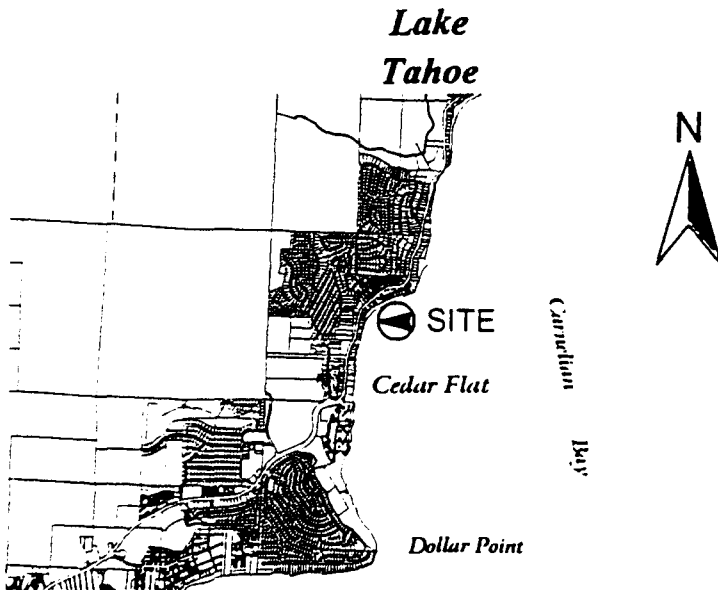 Lake
Tahoe
N
SITE
Carnelian
Cedar Flat
Bay
Dollar Point